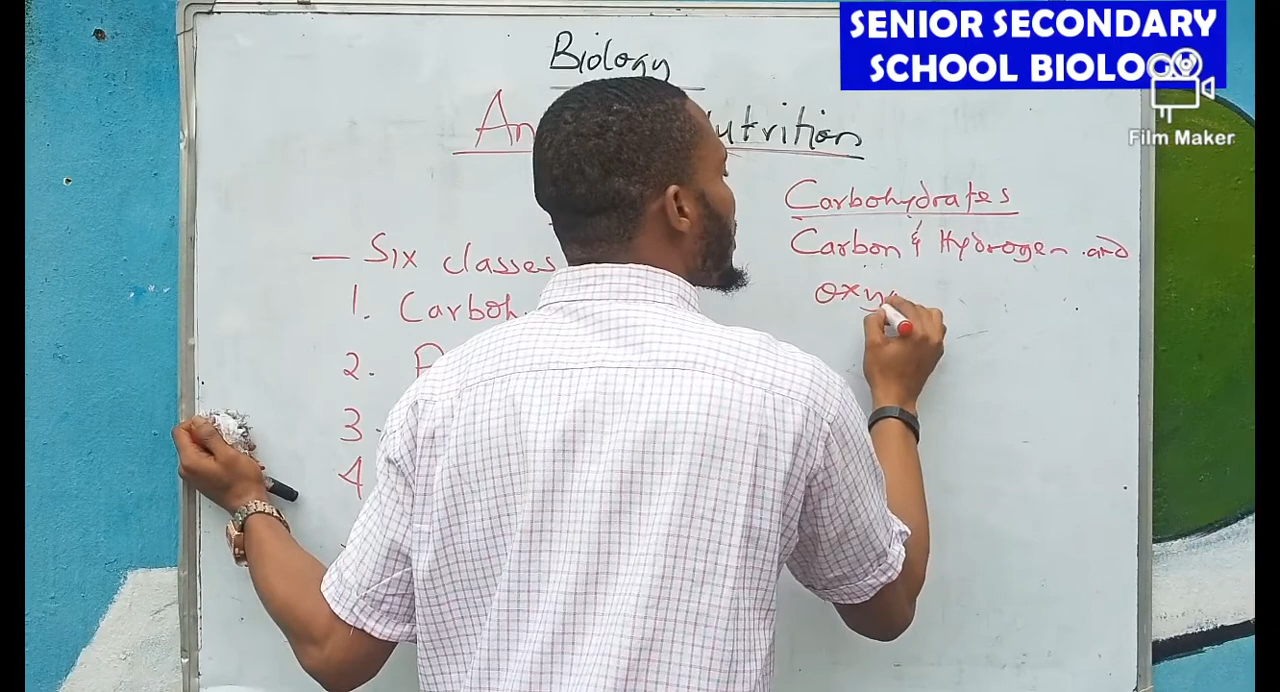 SENIOR SECONDARY
SCHOOL BIOLOGY
Film Maker
Biology
An utrition
— Six classes
1. Carboh
2.
3.
4
Carbohydrates
Carbon & Hydrogen and
oxy